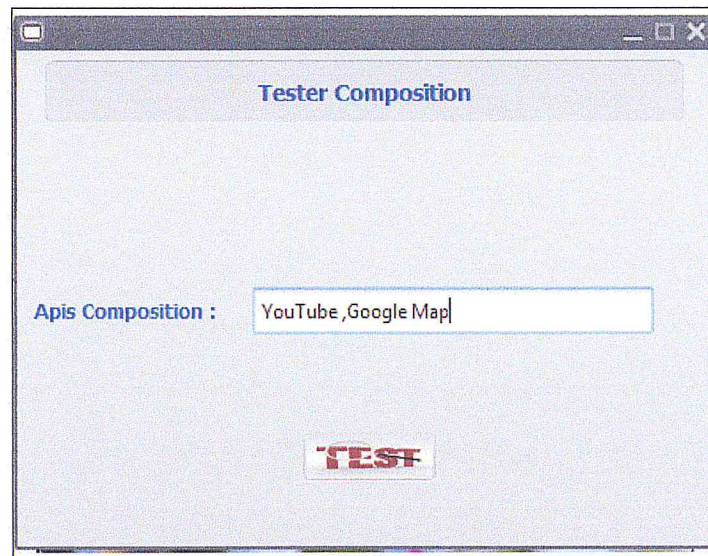 Tester Composition
Apis Composition :
YouTube ,Google Map
TEST